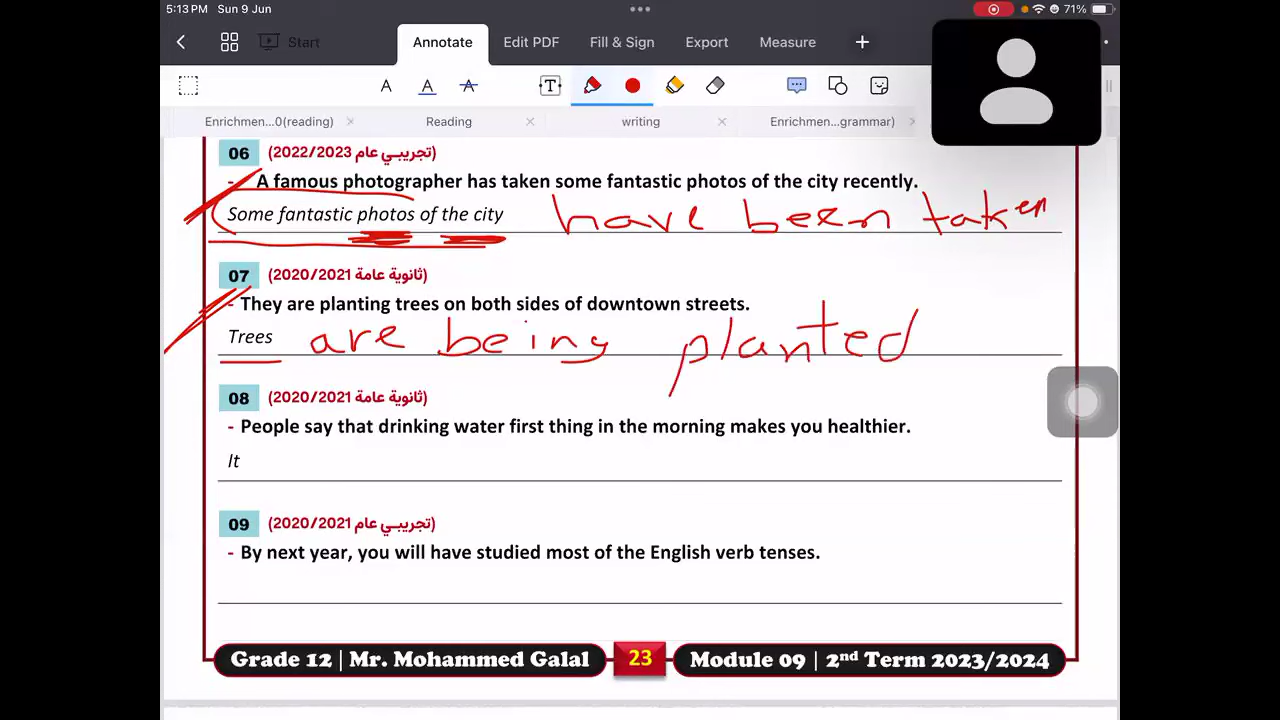 5:13 PM Sun 9 Jun
71%
Start
Annotate
Edit PDF
Fill & Sign
Export
Measure
Enrichmen...0(reading)
Reading
writing
Enrichmen...grammar)
06 (تجريبـي عام 2022/2023)
- A famous photographer has taken some fantastic photos of the city recently.
Some fantastic photos of the city have been taken
07 (ثانوية عامة 2020/2021)
- They are planting trees on both sides of downtown streets.
Trees are being planted
08 (ثانوية عامة 2020/2021)
- People say that drinking water first thing in the morning makes you healthier.
It
09 (تجريبـي عام 2020/2021)
- By next year, you will have studied most of the English verb tenses.
Grade 12 | Mr. Mohammed Galal 23 Module 09 | 2nd Term 2023/2024